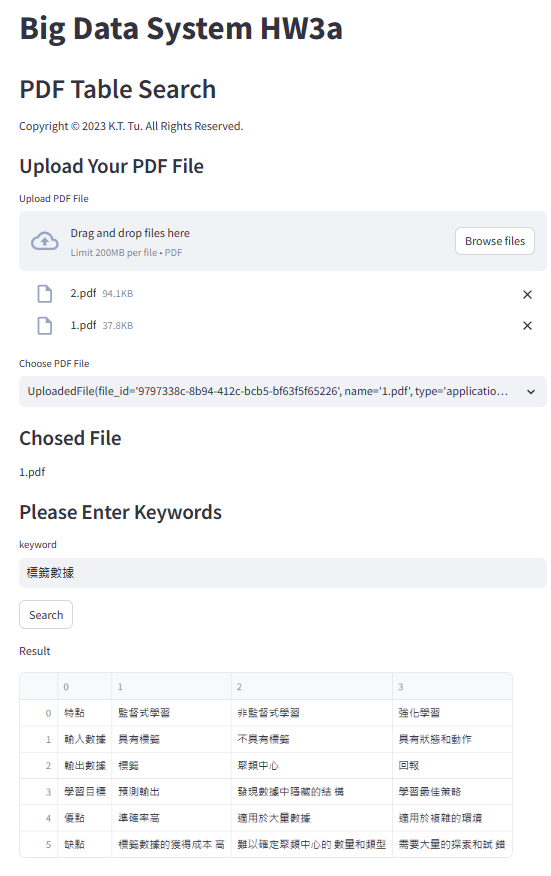 Big Data System HW3a
PDF Table Search
Copyright © 2023 K.T. Tu. All Rights Reserved.
Upload Your PDF File
Upload PDF File
Drag and drop files here
Limit 200MB per file • PDF
Browse files
2.pdf 94.1KB
1.pdf 37.8KB
Choose PDF File
UploadedFile(file_id='9797338c-8b94-412c-bcb5-bf63f5f65226', name='1.pdf', type='applicatio…
Chosed File
1.pdf
Please Enter Keywords
keyword
標籤數據
Search
Result
0 1 2 3
0 特點 監督式學習 非監督式學習 強化學習
1 輸入數據 具有標籤 不具有標籤 具有狀態和動作
2 輸出數據 標籤 聚類中心 回報
3 學習目標 預測輸出 發現數據中隱藏的結 構 學習最佳策略
4 優點 準確率高 適用於大量數據 適用於複雜的環境
5 缺點 標籤數據的獲得成本 高 難以確定聚類中心的 數量和類型 需要大量的探索和試 錯